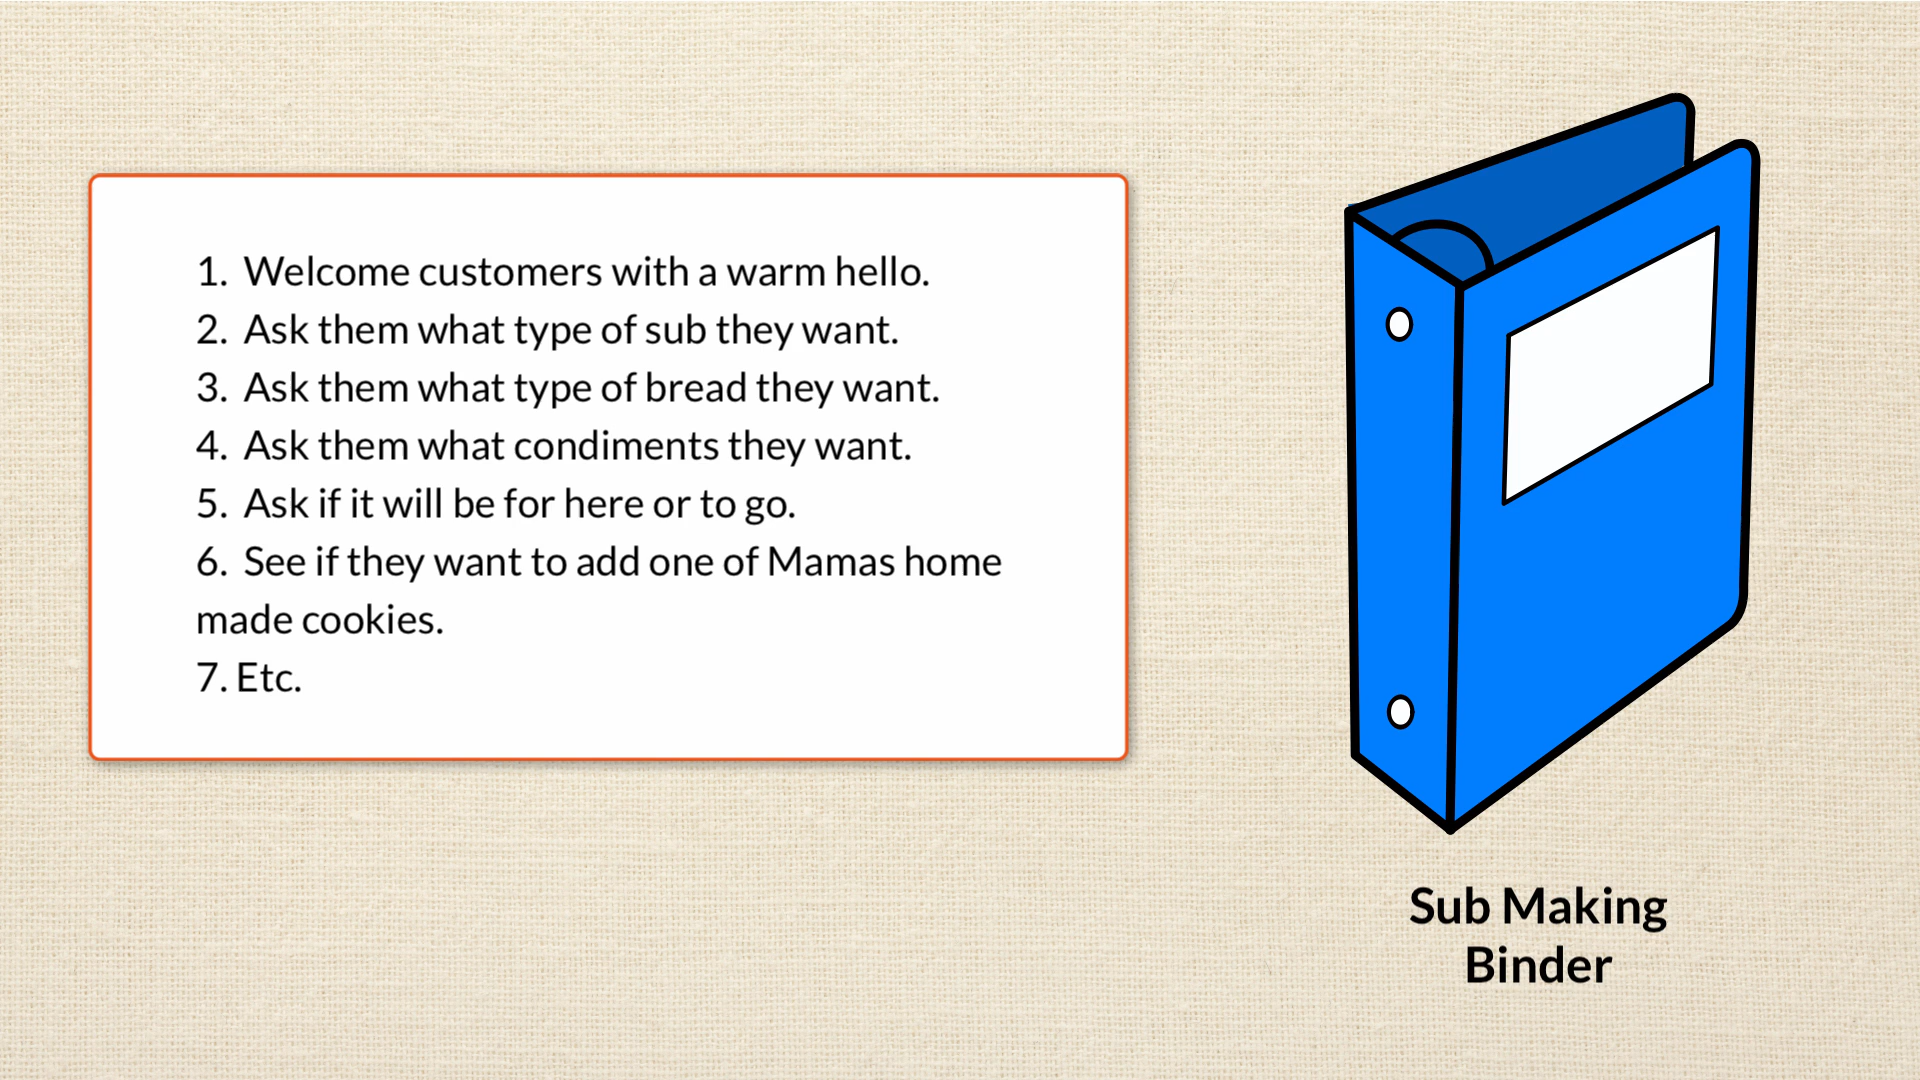 1. Welcome customers with a warm hello.
2. Ask them what type of sub they want.
3. Ask them what type of bread they want.
4. Ask them what condiments they want.
5. Ask if it will be for here or to go.
6. See if they want to add one of Mamas home
made cookies.
7. Etc.
Sub Making
Binder